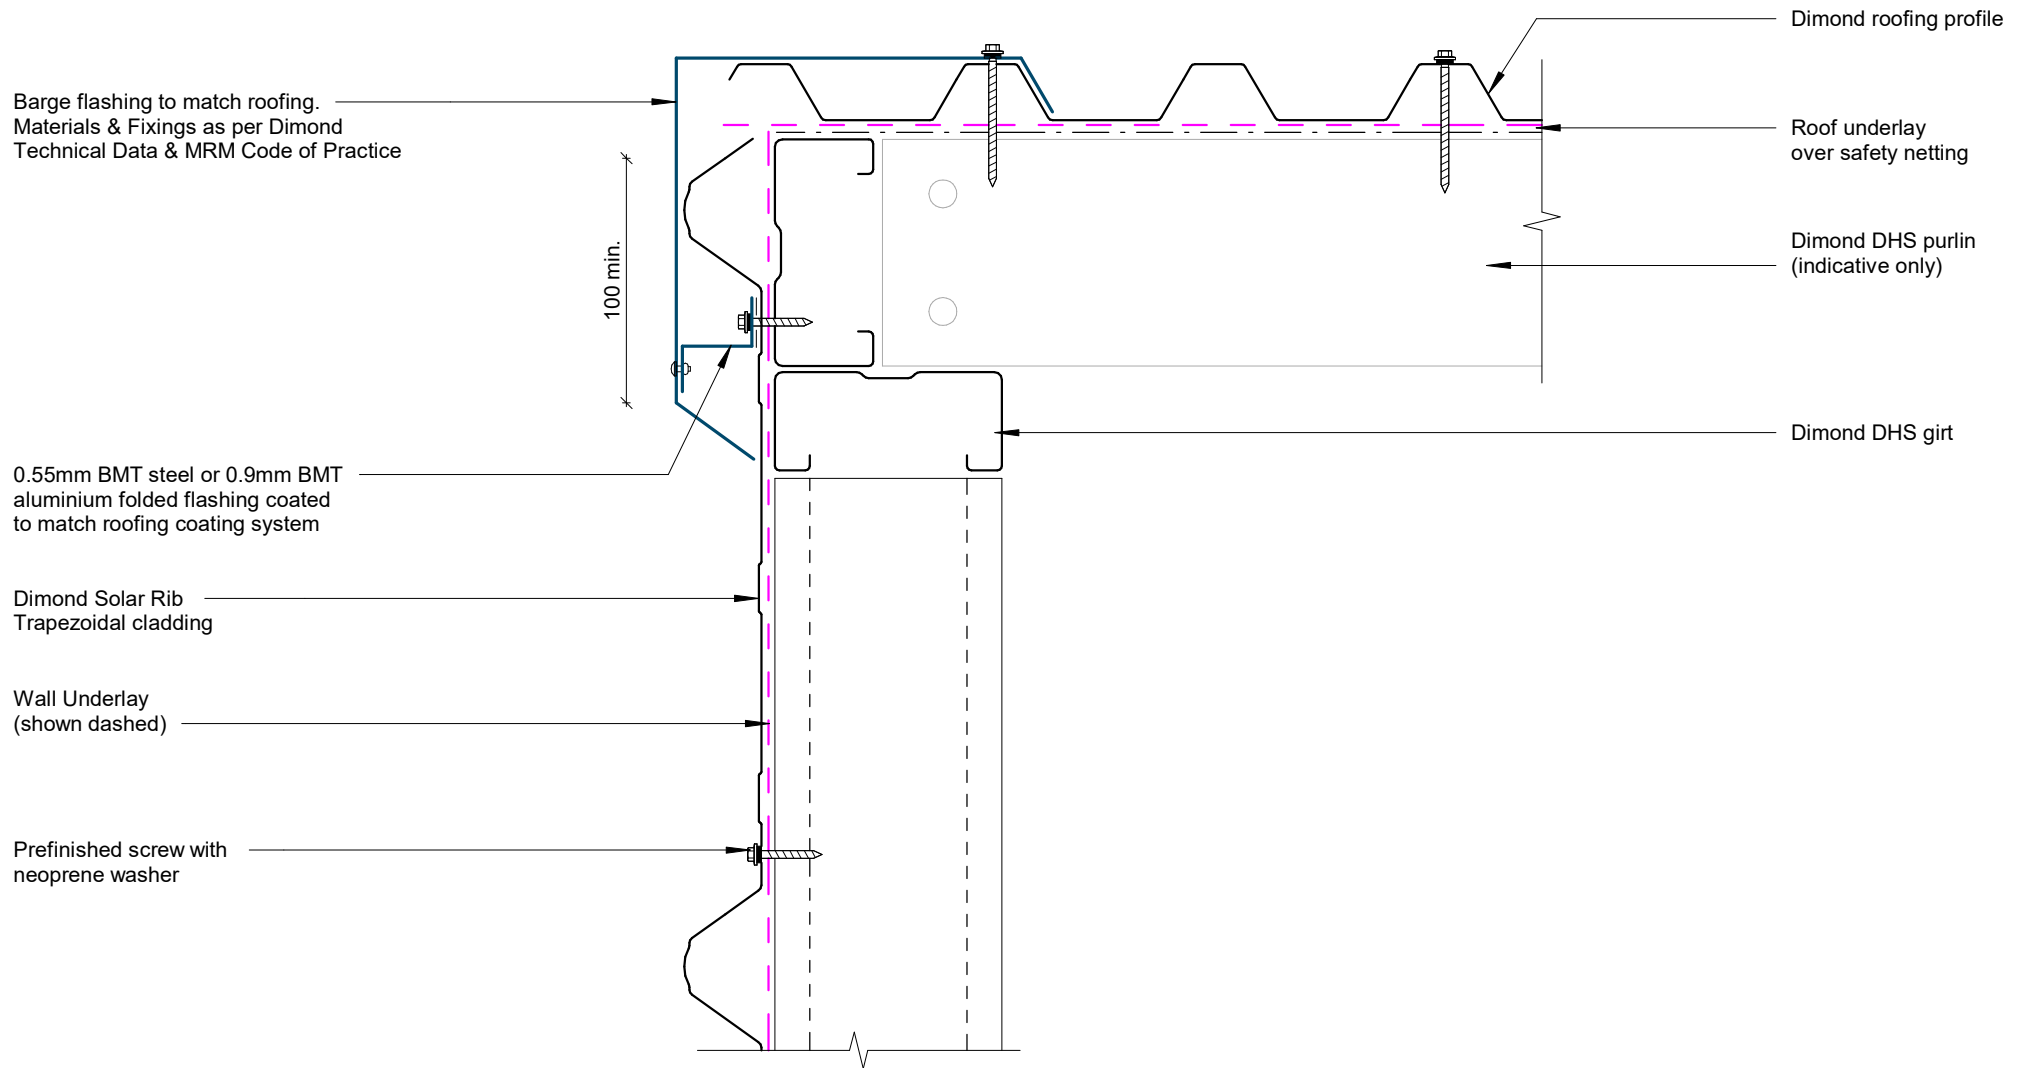 Dimond roofing profile
Barge flashing to match roofing.
Materials & Fixings as per Dimond
Technical Data & MRM Code of Practice
Roof underlay
over safety netting
100 min.
Dimond DHS purlin
(indicative only)
Dimond DHS girt
0.55mm BMT steel or 0.9mm BMT
aluminium folded flashing coated
to match roofing coating system
Dimond Solar Rib
Trapezoidal cladding
Wall Underlay
(shown dashed)
Prefinished screw with
neoprene washer